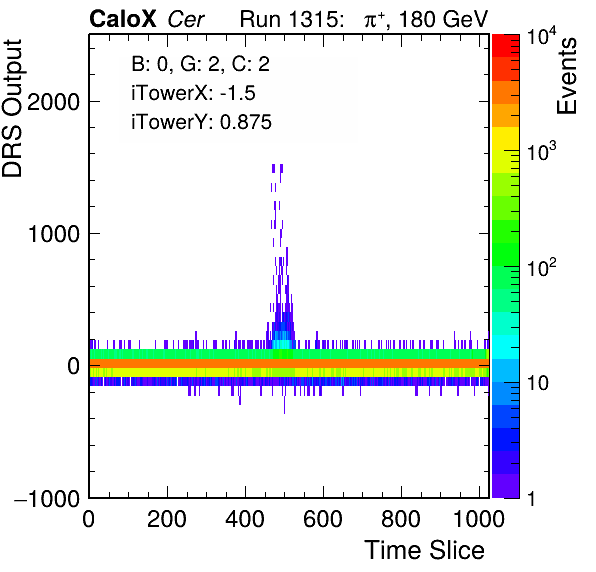 CaloX Cer Run 1315: π⁺, 180 GeV
DRS Output
Events
B: 0, G: 2, C: 2
iTowerX: -1.5
iTowerY: 0.875
2000
1000
0
−1000
0 200 400 600 800 1000
Time Slice
10⁴
10³
10²
10
1